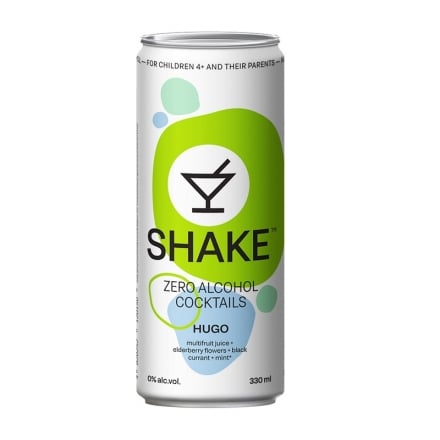 — FOR CHILDREN 4+ AND THEIR PARENTS —
SHAKE™
ZERO ALCOHOL
COCKTAILS
HUGO
multifruit juice •
elderberry flowers • black
currant • mint*
0% alc.vol. 330 ml